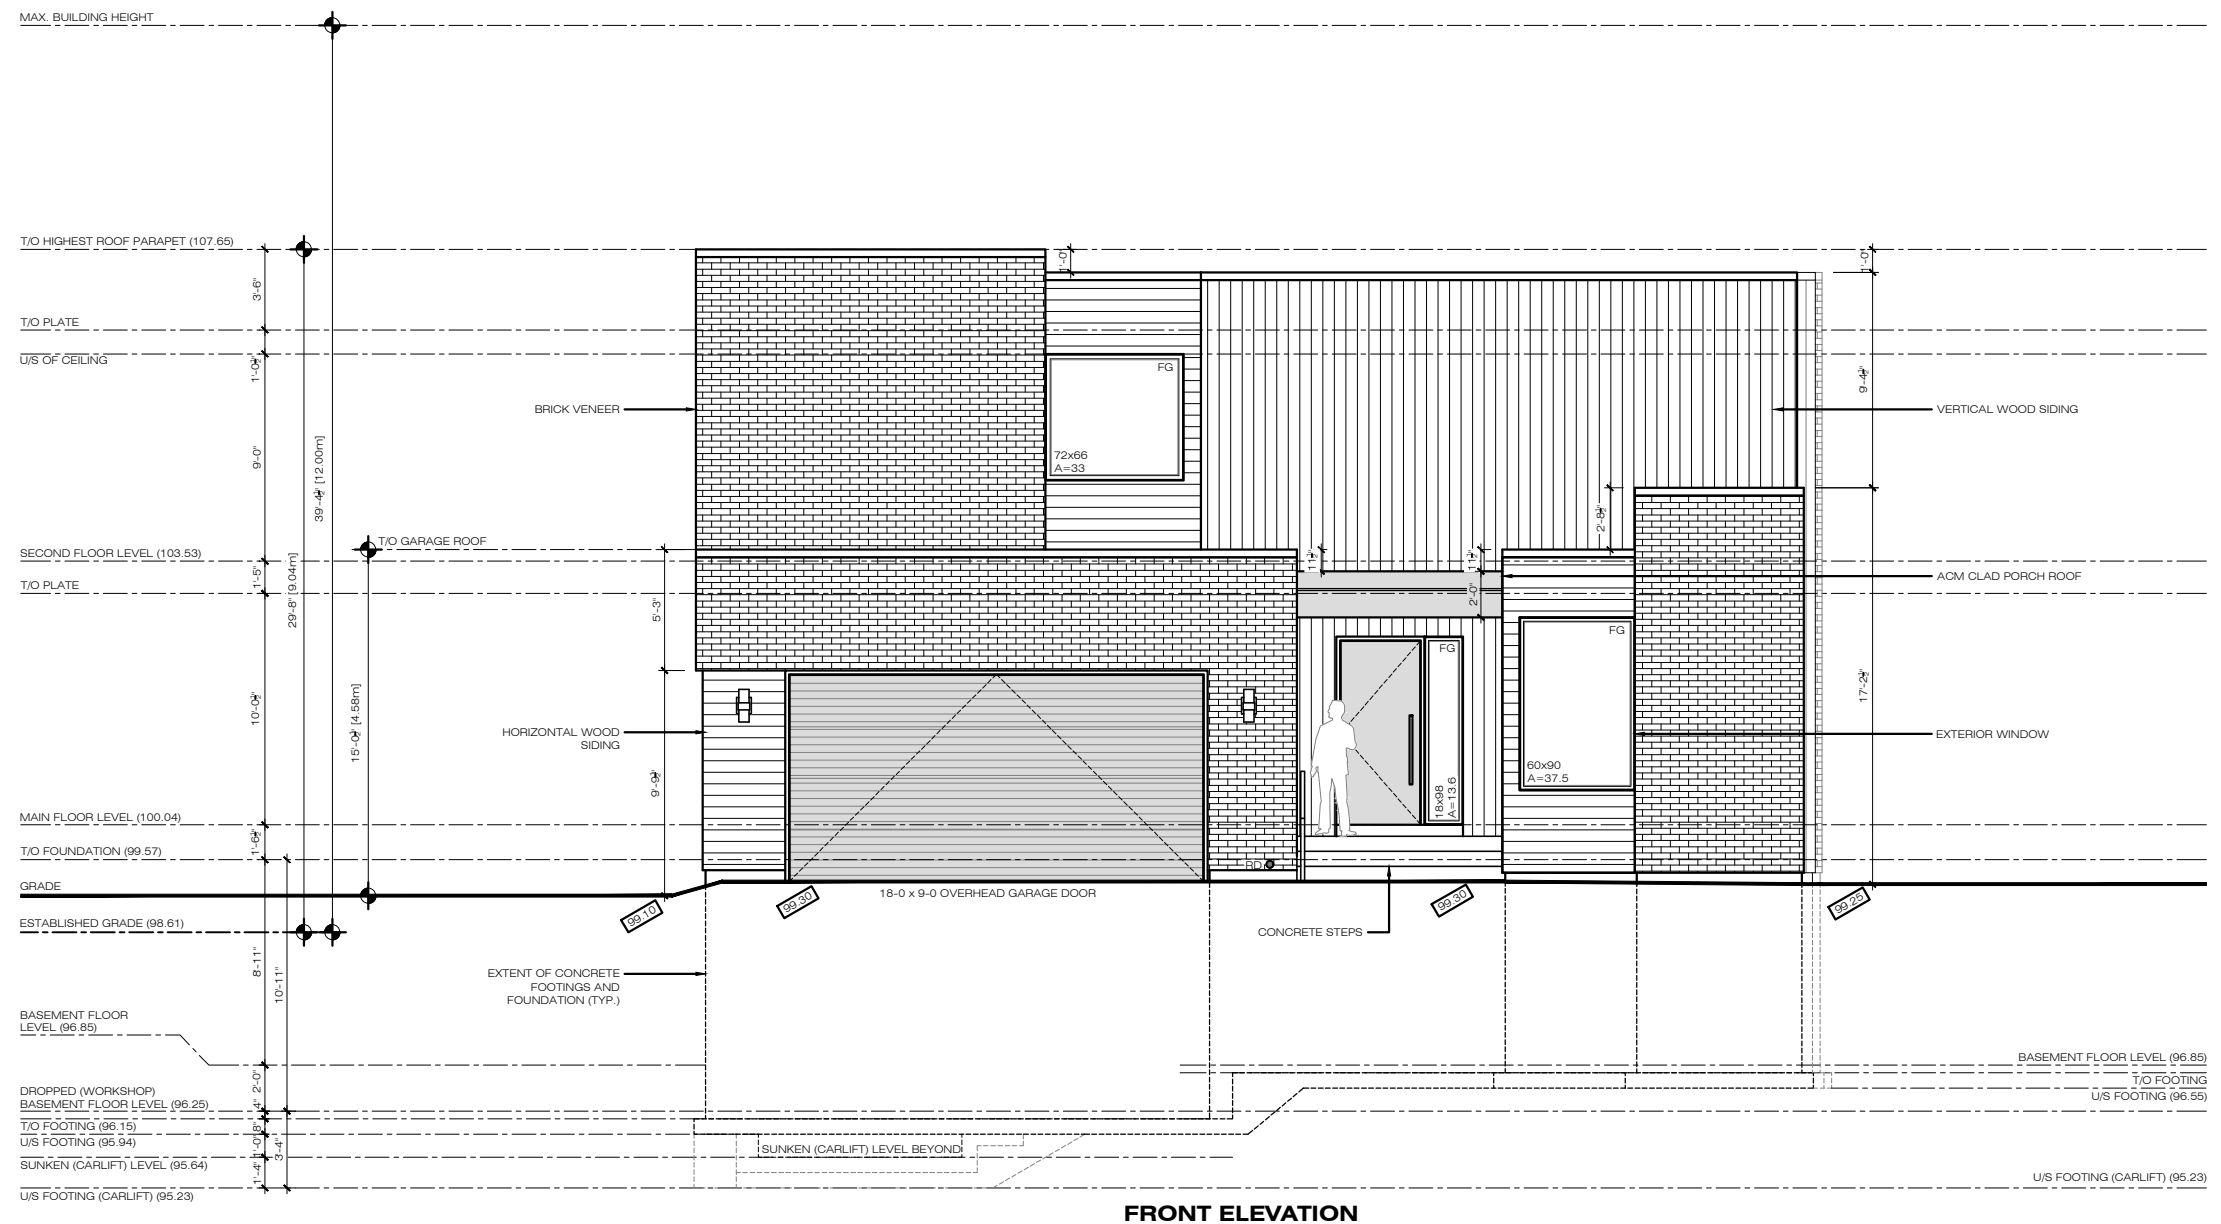 MAX. BUILDING HEIGHT
T/O HIGHEST ROOF PARAPET (107.65)
1'-0"
1'-0"
3'-6"
T/O PLATE
U/S OF CEILING
1'-0½"
FG
9'-4½"
BRICK VENEER
VERTICAL WOOD SIDING
72x66
A=33
9'-0"
39'-4½" [12.00m]
2'-8½"
T/O GARAGE ROOF
SECOND FLOOR LEVEL (103.53)
11½"
11½"
1'-5"
ACM CLAD PORCH ROOF
T/O PLATE
29'-8" [9.04m]
5'-3"
2'-0"
FG
FG
10'-0½"
15'-0½" [4.58m]
17'-2½"
HORIZONTAL WOOD
SIDING
EXTERIOR WINDOW
60x90
A=37.5
9'-9½"
18x98
A=13.6
MAIN FLOOR LEVEL (100.04)
1'-6½"
T/O FOUNDATION (99.57)
RD
GRADE
18-0 x 9-0 OVERHEAD GARAGE DOOR
99.10
99.30
99.30
99.25
ESTABLISHED GRADE (98.61)
CONCRETE STEPS
8'-11"
10'-11"
EXTENT OF CONCRETE
FOOTINGS AND
FOUNDATION (TYP.)
BASEMENT FLOOR
LEVEL (96.85)
BASEMENT FLOOR LEVEL (96.85)
2'-0"
T/O FOOTING
DROPPED (WORKSHOP)
BASEMENT FLOOR LEVEL (96.25)
4"
U/S FOOTING (96.55)
T/O FOOTING (96.15)
8"
U/S FOOTING (95.94)
1'-0"
3'-4"
SUNKEN (CARLIFT) LEVEL BEYOND
SUNKEN (CARLIFT) LEVEL (95.64)
1'-4"
U/S FOOTING (CARLIFT) (95.23)
U/S FOOTING (CARLIFT) (95.23)
FRONT ELEVATION